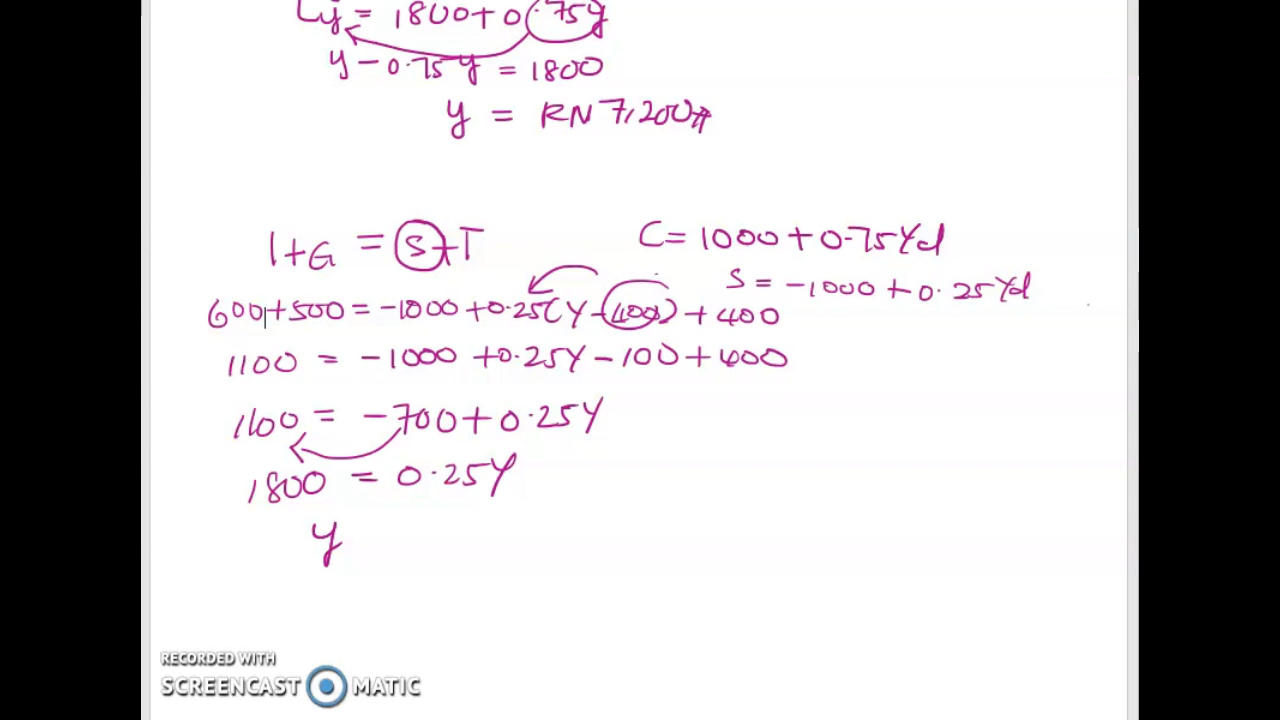 y = 1800+0.75y
y - 0.75y = 1800
y = RN 7,200
I+G = S+T
C = 1000+0.75Yd
S = -1000+0.25Yd
600+500 = -1000+0.25(Y-400)+400
1100 = -1000+0.25Y-100+400
1100 = -700+0.25Y
1800 = 0.25Y
y
RECORDED WITH
SCREENCAST MATIC